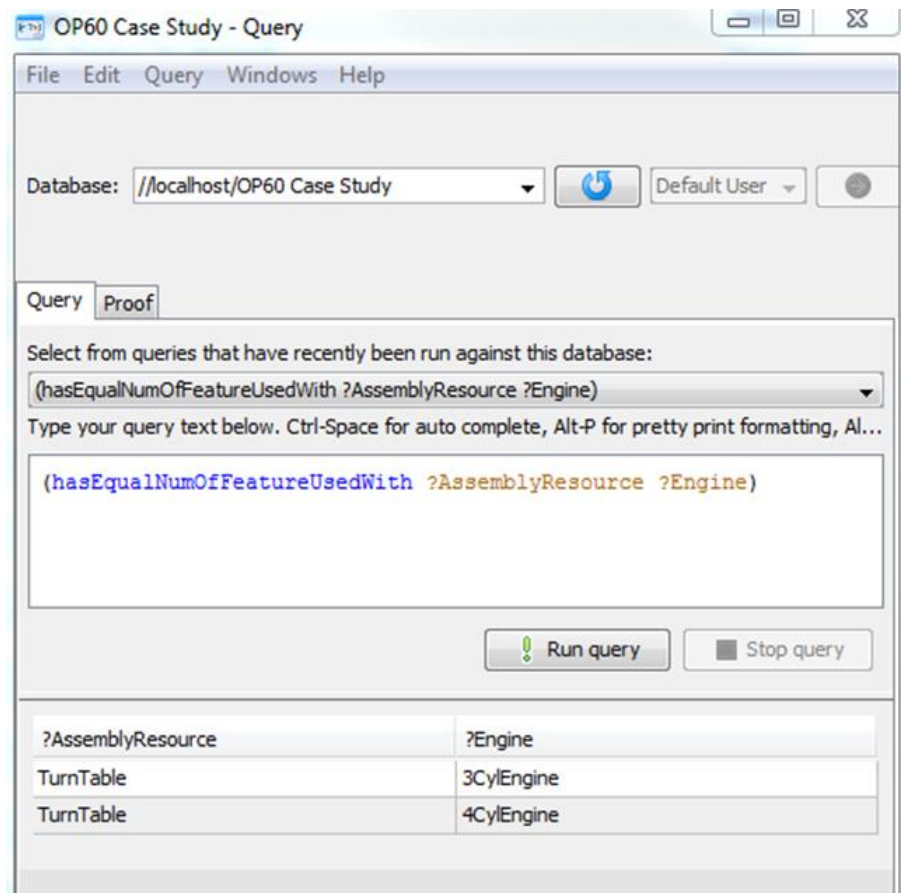 OP60 Case Study - Query
File Edit Query Windows Help
Database: //localhost/OP60 Case Study Default User
Query Proof
Select from queries that have recently been run against this database:
(hasEqualNumOfFeatureUsedWith ?AssemblyResource ?Engine)
Type your query text below. Ctrl-Space for auto complete, Alt-P for pretty print formatting, Al...
(hasEqualNumOfFeatureUsedWith ?AssemblyResource ?Engine)
Run query Stop query
?AssemblyResource ?Engine
TurnTable 3CylEngine
TurnTable 4CylEngine